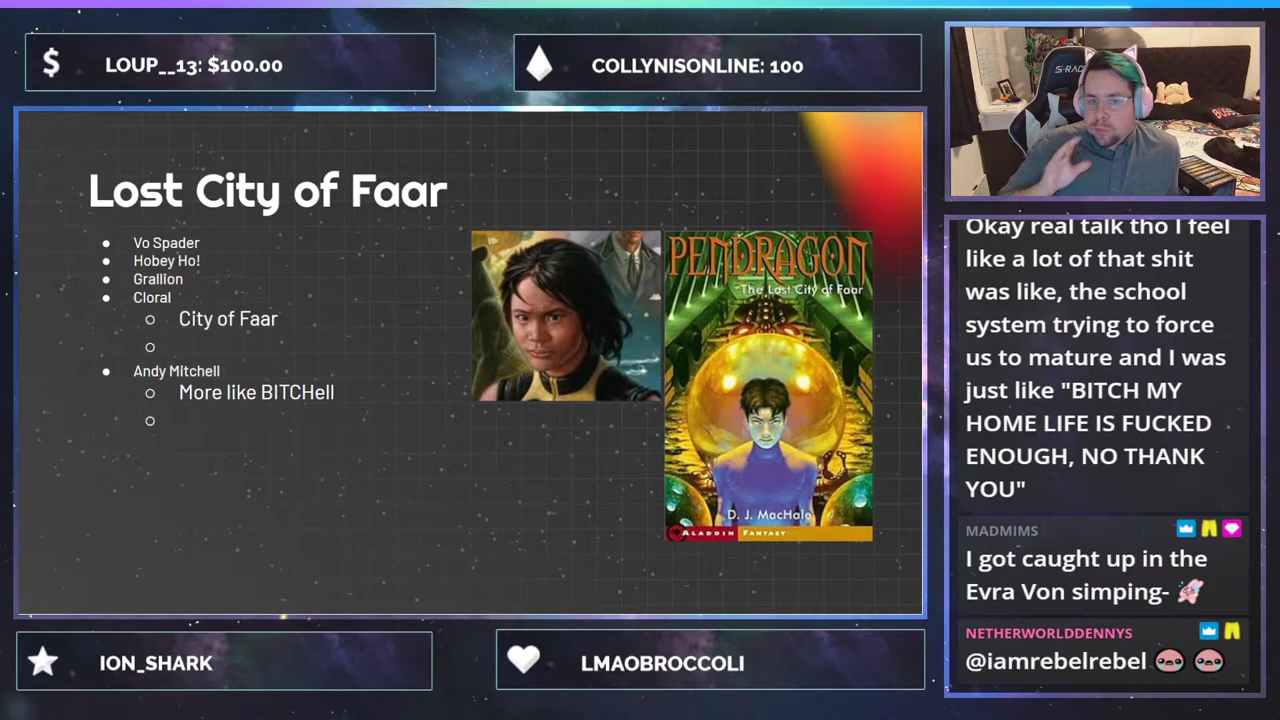 $ LOUP__13: $100.00
COLLYNISONLINE: 100
Lost City of Faar
Vo Spader
Hobey Ho!
Grallion
Cloral
City of Faar
Andy MItchell
More like BITCHell
PENDRAGON
The Lost City of Faar
D. J. MacHale
ALADDIN FANTASY
S-RAC
Okay real talk tho I feel
like a lot of that shit
was like, the school
system trying to force
us to mature and I was
just like "BITCH MY
HOME LIFE IS FUCKED
ENOUGH, NO THANK
YOU"
MADMIMS
I got caught up in the
Evra Von simping-
NETHERWORLDDENNYS
@iamrebelrebel
ION_SHARK
LMAOBROCCOLI